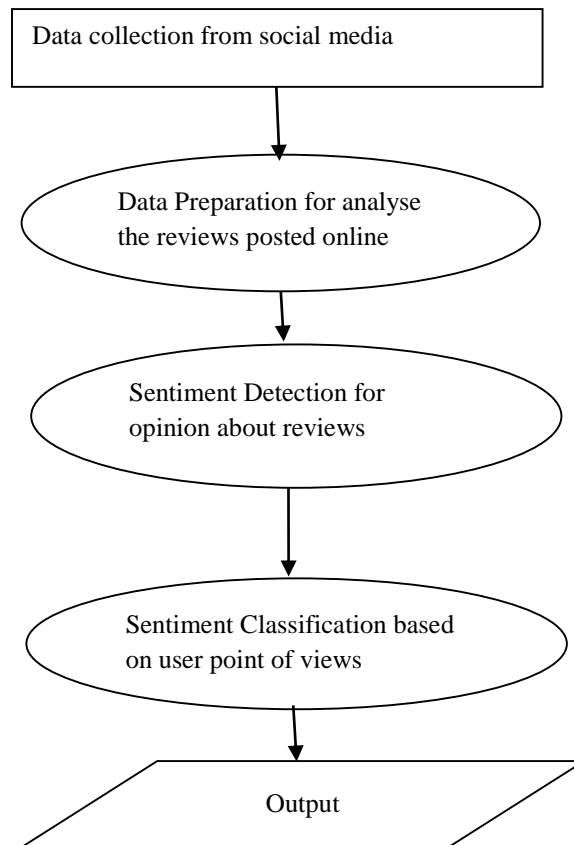 Data collection from social media
Data Preparation for analyse
the reviews posted online
Sentiment Detection for
opinion about reviews
Sentiment Classification based
on user point of views
Output